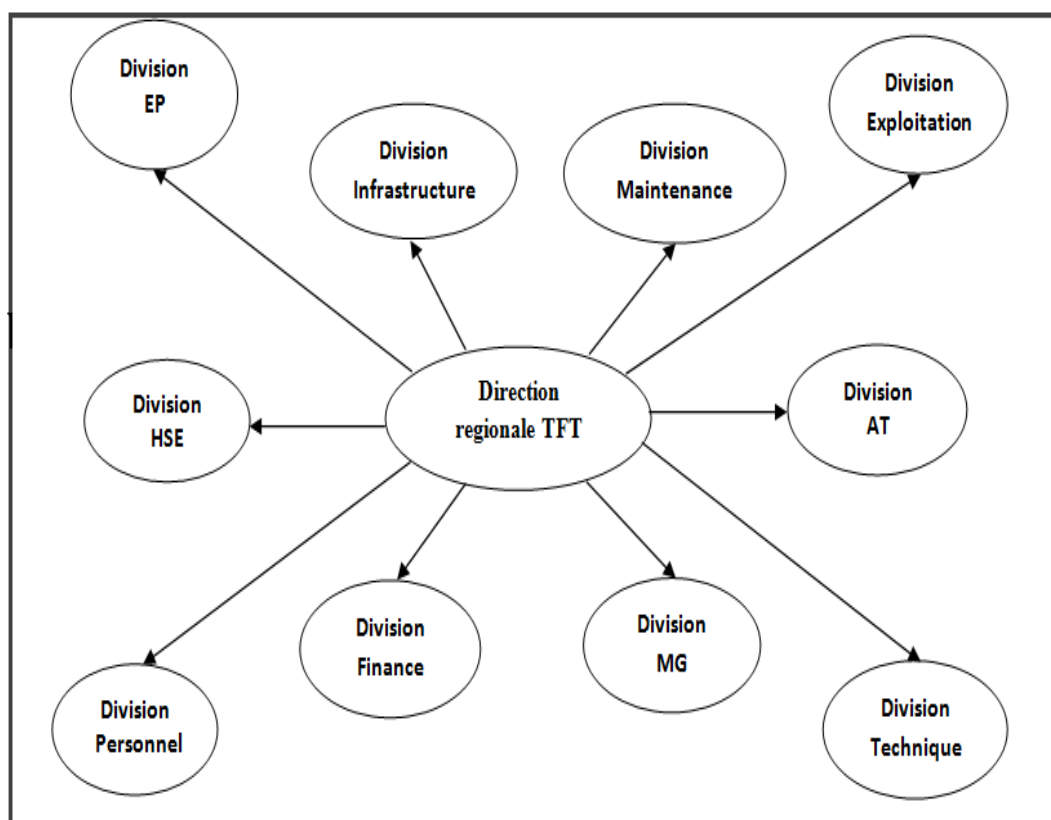 Division
EP
Division
Infrastructure
Division
Maintenance
Division
Exploitation
Division
HSE
Direction
regionale TFT
Division
AT
Division
Personnel
Division
Finance
Division
MG
Division
Technique